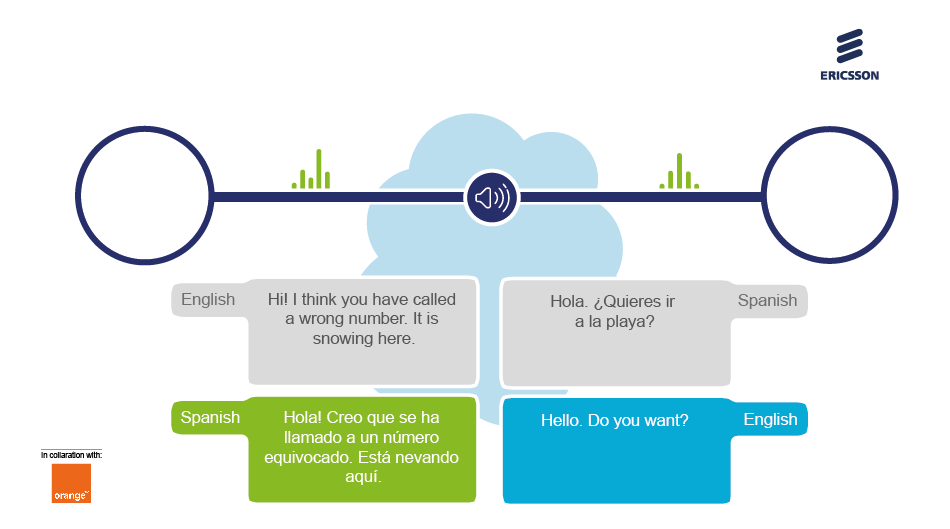 ERICSSON
English
Hi! I think you have called
a wrong number. It is
snowing here.
Hola. ¿Quieres ir
a la playa?
Spanish
Spanish
Hola! Creo que se ha
llamado a un número
equivocado. Está nevando
aquí.
Hello. Do you want?
English
In collaration with:
orange™